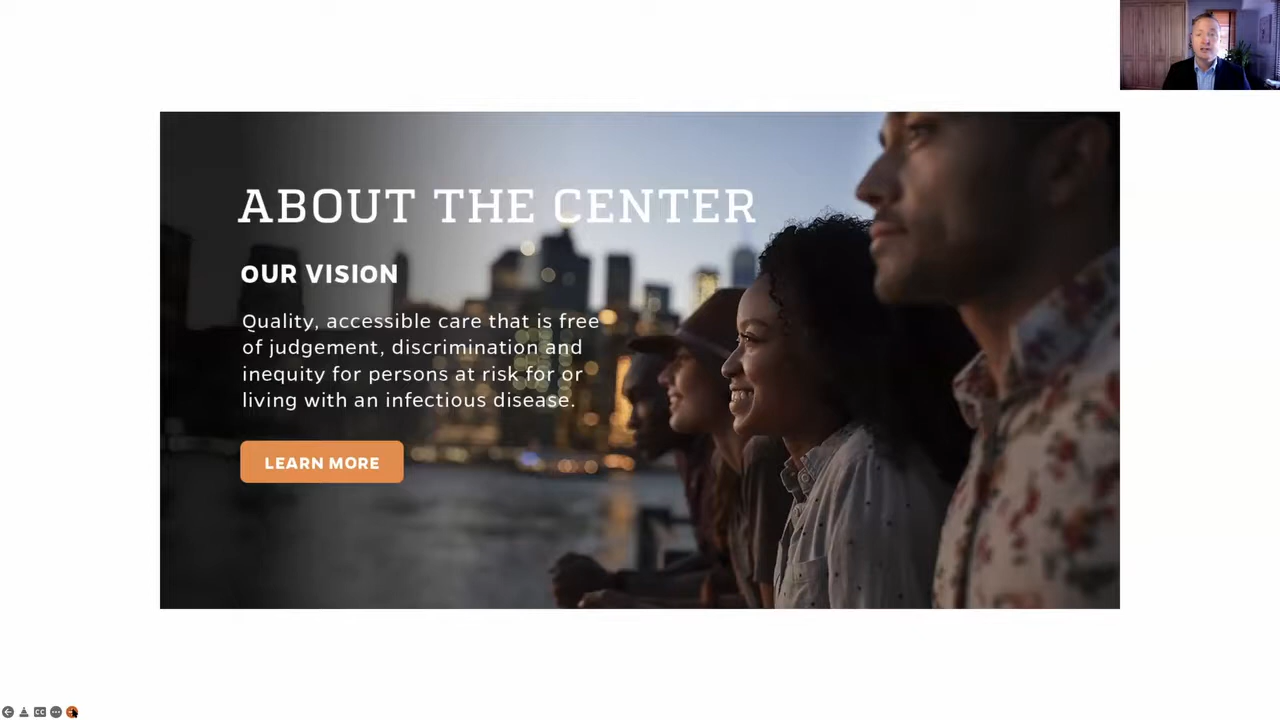 ABOUT THE CENTER
OUR VISION
Quality, accessible care that is free
of judgement, discrimination and
inequity for persons at risk for or
living with an infectious disease.
LEARN MORE
CC